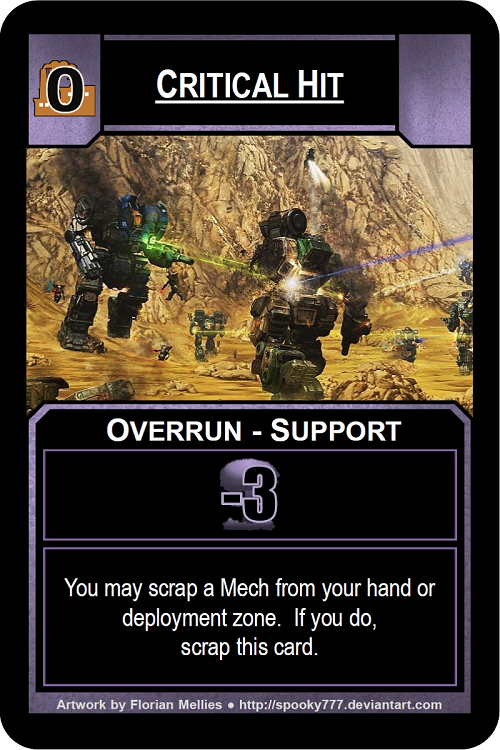 0
CRITICAL HIT
OVERRUN - SUPPORT
-3
You may scrap a Mech from your hand or
deployment zone.  If you do,
scrap this card.
Artwork by Florian Mellies ● http://spooky777.deviantart.com